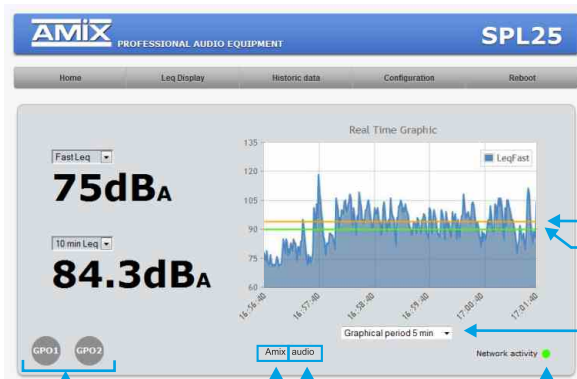 AMiX PROFESSIONAL AUDIO EQUIPMENT SPL25
Home Leq Display Historic data Configuration Reboot
Real Time Graphic
Fast Leq
75dBA
10 min Leq
84.3dBA
135
120
105
90
75
60
LeqFast
16:56:40 16:57:40 16:58:40 16:59:40 17:00:40 17:01:40
Graphical period 5 min
GPO1 GPO2
Amix audio
Network activity